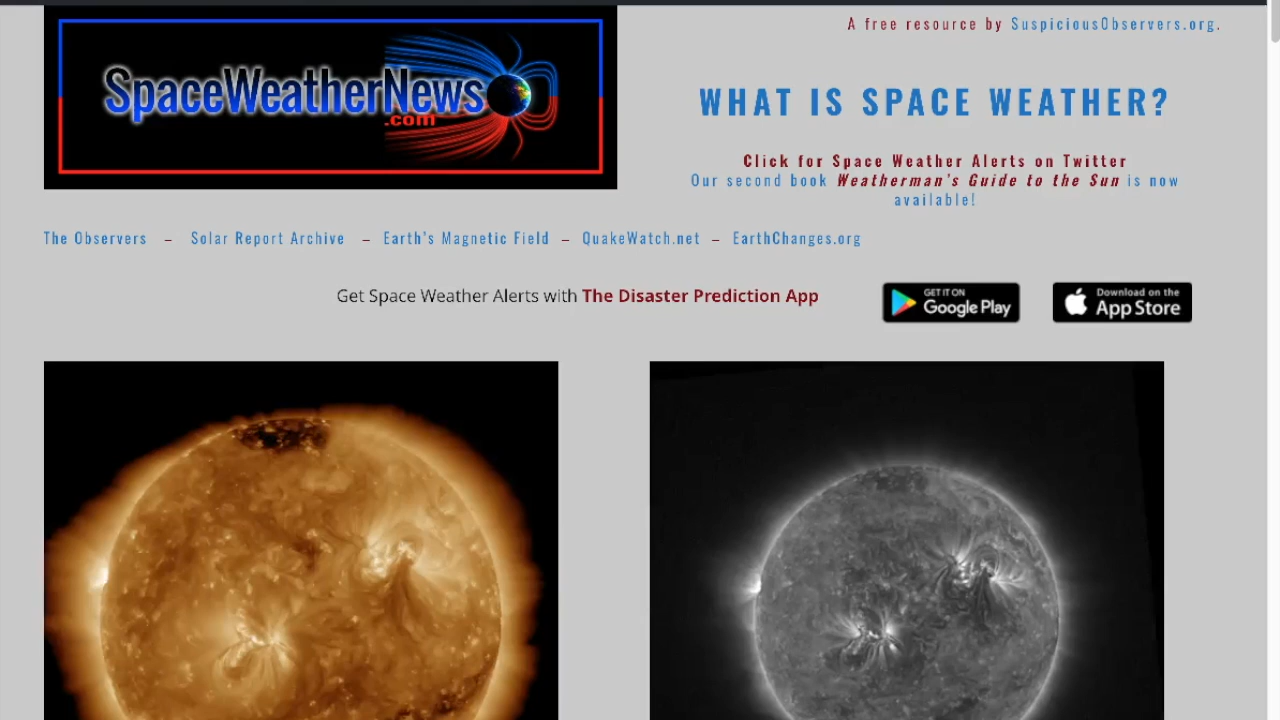 A free resource by SuspiciousObservers.org.
SpaceWeatherNews
.com
WHAT IS SPACE WEATHER?
Click for Space Weather Alerts on Twitter
Our second book Weatherman's Guide to the Sun is now
available!
The Observers – Solar Report Archive – Earth's Magnetic Field – QuakeWatch.net – EarthChanges.org
Get Space Weather Alerts with The Disaster Prediction App
GET IT ON
Google Play
Download on the
App Store